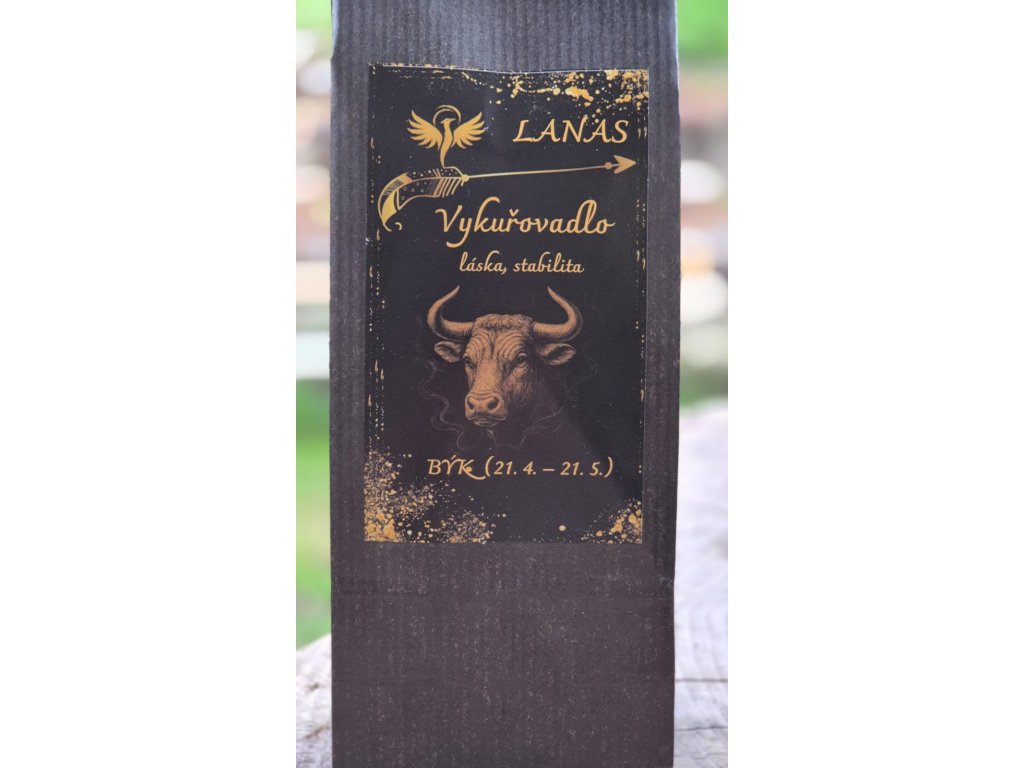 LANAS
Vykuřovadlo
láska, stabilita
BÝK (21. 4. – 21. 5.)